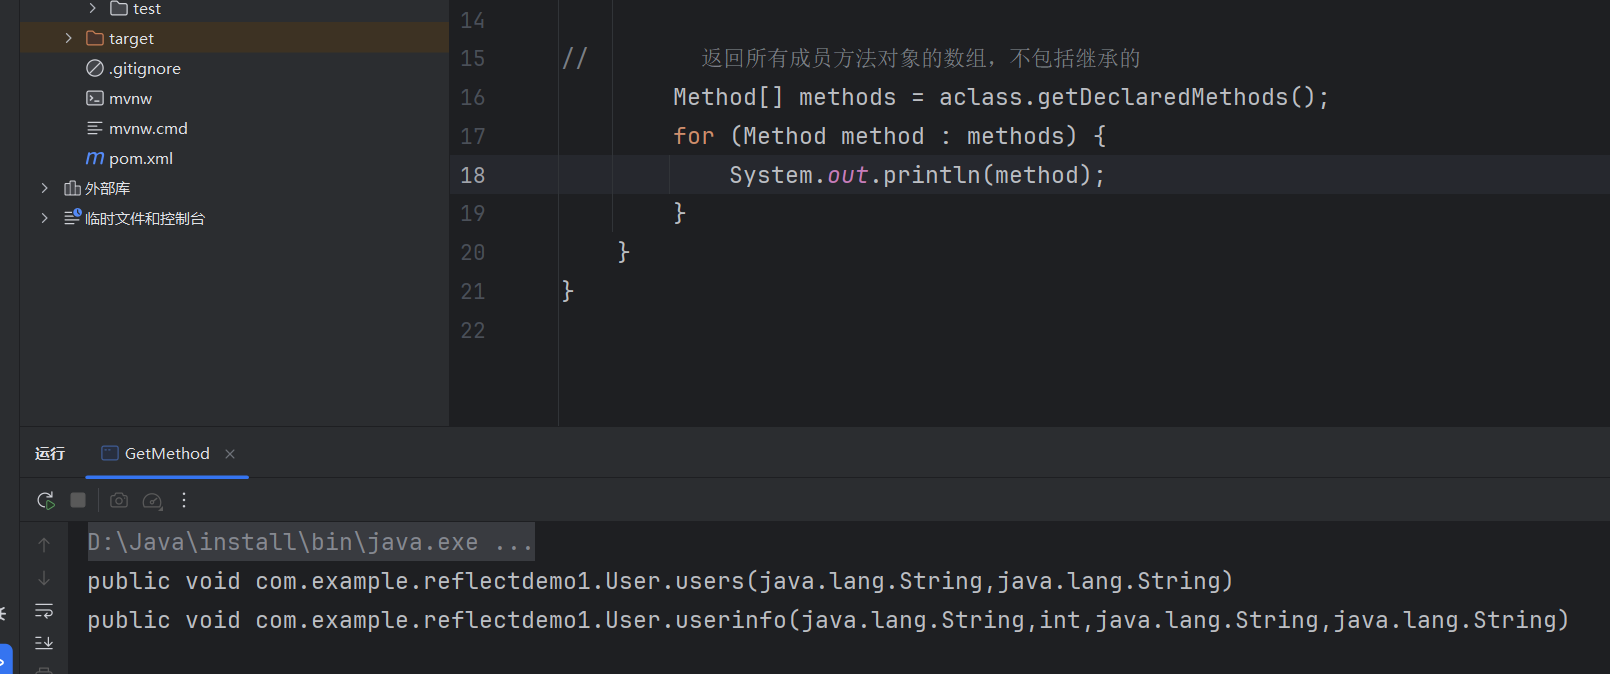 test
target
.gitignore
mvnw
mvnw.cmd
pom.xml
外部库
临时文件和控制台
14
15 // 返回所有成员方法对象的数组，不包括继承的
16 Method[] methods = aclass.getDeclaredMethods();
17 for (Method method : methods) {
18 System.out.println(method);
19 }
20 }
21 }
22
运行 GetMethod
D:\Java\install\bin\java.exe ...
public void com.example.reflectdemo1.User.users(java.lang.String,java.lang.String)
public void com.example.reflectdemo1.User.userinfo(java.lang.String,int,java.lang.String,java.lang.String)